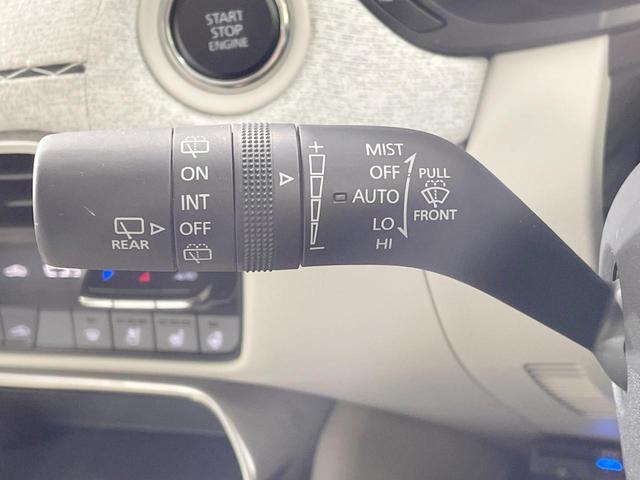 START
STOP
ENGINE
ON
INT
OFF
REAR
+
-
MIST
OFF
AUTO
LO
HI
PULL
FRONT